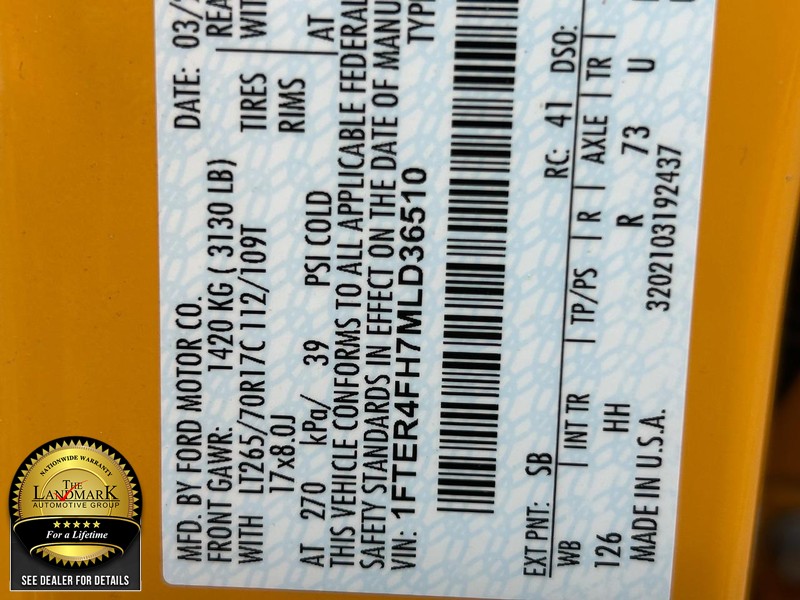 MFD. BY FORD MOTOR CO.
DATE: 03/
FRONT GAWR: 1420 KG ( 3130 LB)
REA
WITH LT265/70R17C 112/109T
TIRES
WIT
17x8.0J
RIMS
AT 270 kPa/ 39 PSI COLD
AT
THIS VEHICLE CONFORMS TO ALL APPLICABLE FEDERAL
SAFETY STANDARDS IN EFFECT ON THE DATE OF MANU
VIN: 1FTER4FH7MLD36510
TYPE
EXT PNT: SB
RC: 41 DSO:
WB | INT TR | TP/PS | R | AXLE | TR |
126 HH R 73 U
MADE IN U.S.A.
3202103192437
NATIONWIDE WARRANTY
THE
LANDMARK
AUTOMOTIVE GROUP
For a Lifetime
SEE DEALER FOR DETAILS